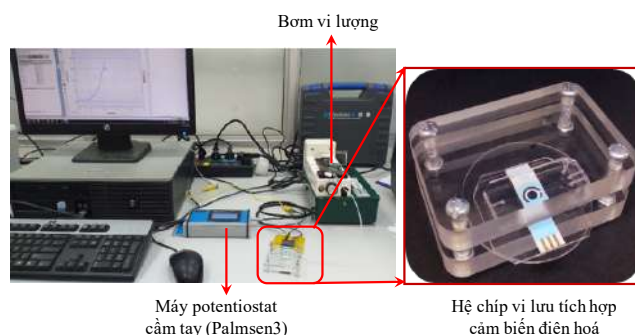 Bơm vi lượng
Máy potentiostat
cầm tay (Palmsen3)
Hệ chíp vi lưu tích hợp
cảm biến điện hoá